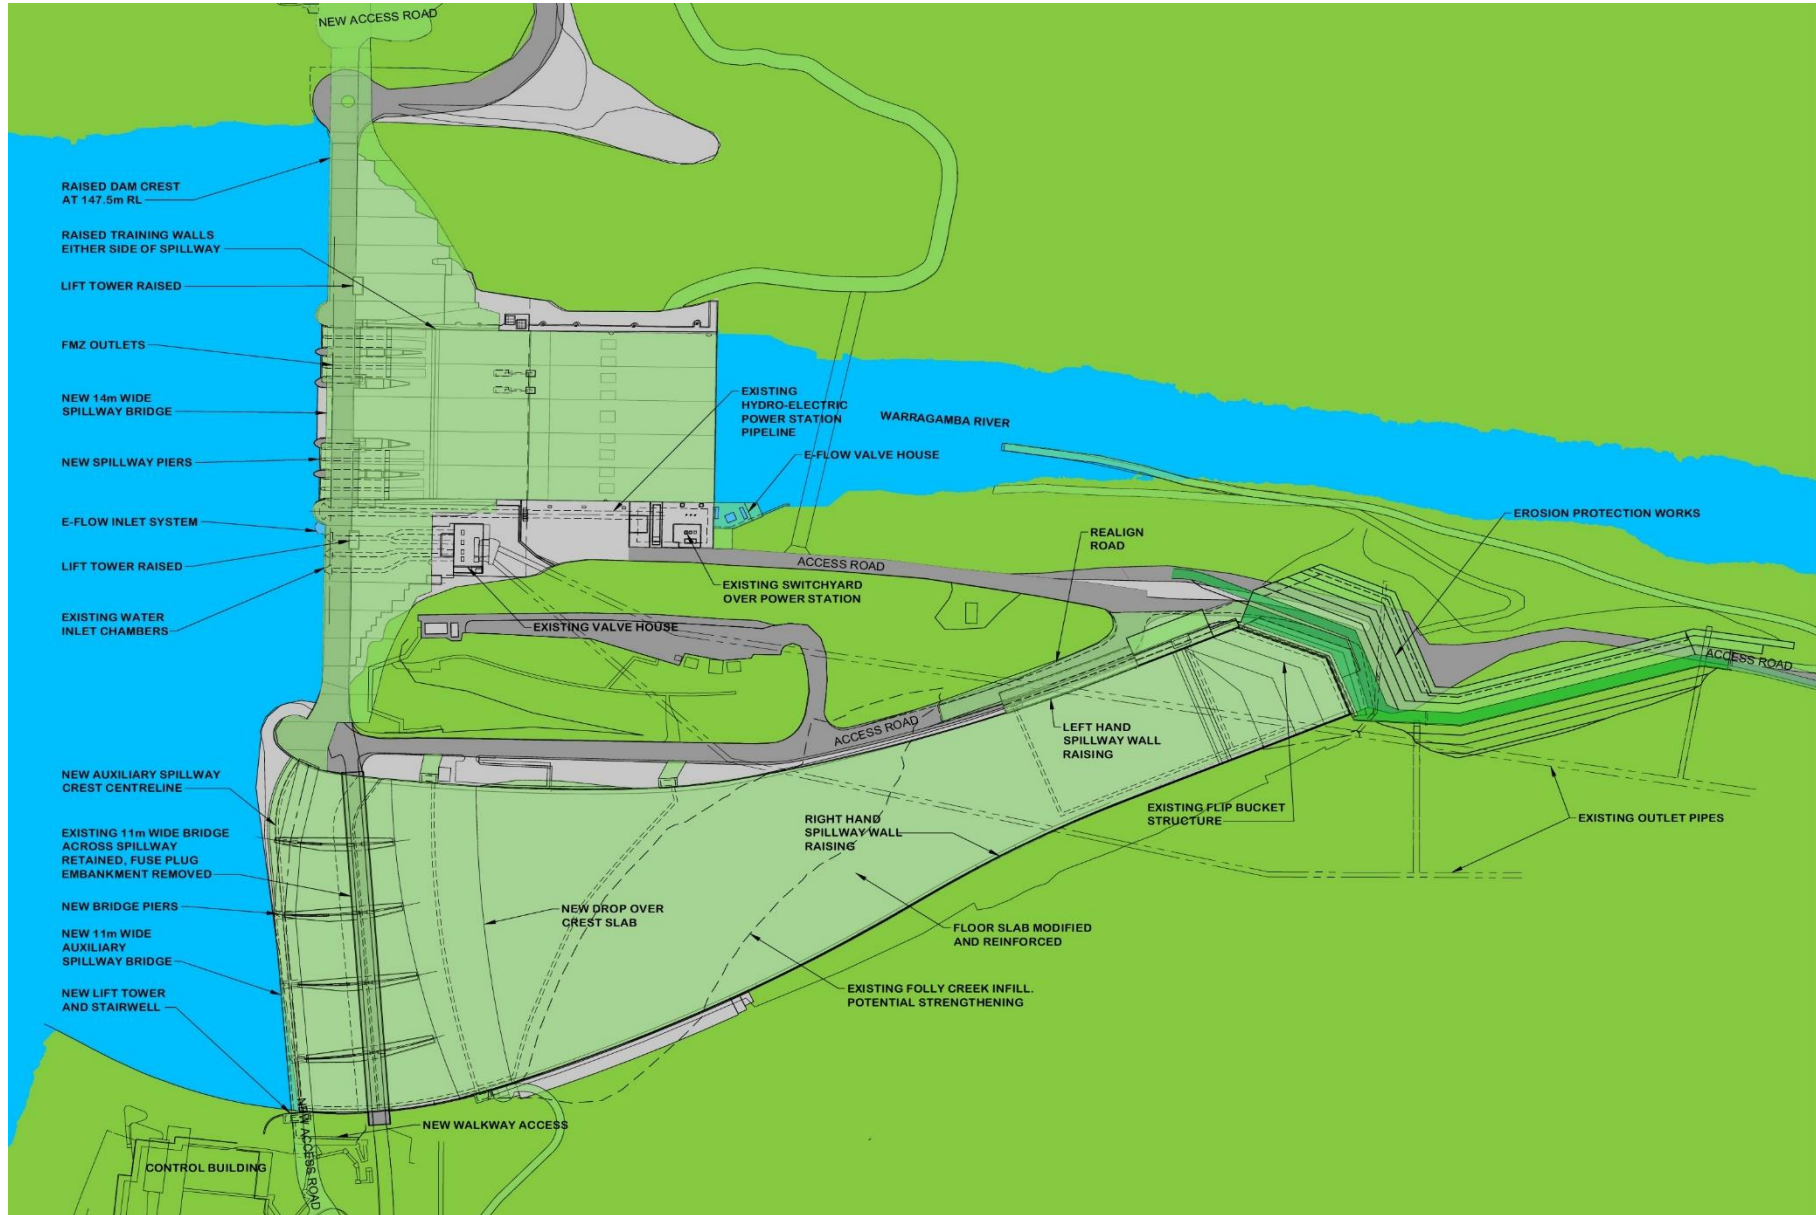 NEW ACCESS ROAD
RAISED DAM CREST
AT 147.5m RL
RAISED TRAINING WALLS
EITHER SIDE OF SPILLWAY
LIFT TOWER RAISED
FMZ OUTLETS
NEW 14m WIDE
SPILLWAY BRIDGE
NEW SPILLWAY PIERS
E-FLOW INLET SYSTEM
LIFT TOWER RAISED
EXISTING WATER
INLET CHAMBERS
NEW AUXILIARY SPILLWAY
CREST CENTRELINE
EXISTING 11m WIDE BRIDGE
ACROSS SPILLWAY
RETAINED, FUSE PLUG
EMBANKMENT REMOVED
NEW BRIDGE PIERS
NEW 11m WIDE
AUXILIARY
SPILLWAY BRIDGE
NEW LIFT TOWER
AND STAIRWELL
EXISTING
HYDRO-ELECTRIC
POWER STATION
PIPELINE
WARRAGAMBA RIVER
E-FLOW VALVE HOUSE
EROSION PROTECTION WORKS
REALIGN
ROAD
ACCESS ROAD
EXISTING SWITCHYARD
OVER POWER STATION
EXISTING VALVE HOUSE
ACCESS ROAD
ACCESS ROAD
LEFT HAND
SPILLWAY WALL
RAISING
EXISTING FLIP BUCKET
STRUCTURE
EXISTING OUTLET PIPES
RIGHT HAND
SPILLWAY WALL
RAISING
NEW DROP OVER
CREST SLAB
FLOOR SLAB MODIFIED
AND REINFORCED
EXISTING FOLLY CREEK INFILL.
POTENTIAL STRENGTHENING
NEW WALKWAY ACCESS
NEW ACCESS ROAD
CONTROL BUILDING